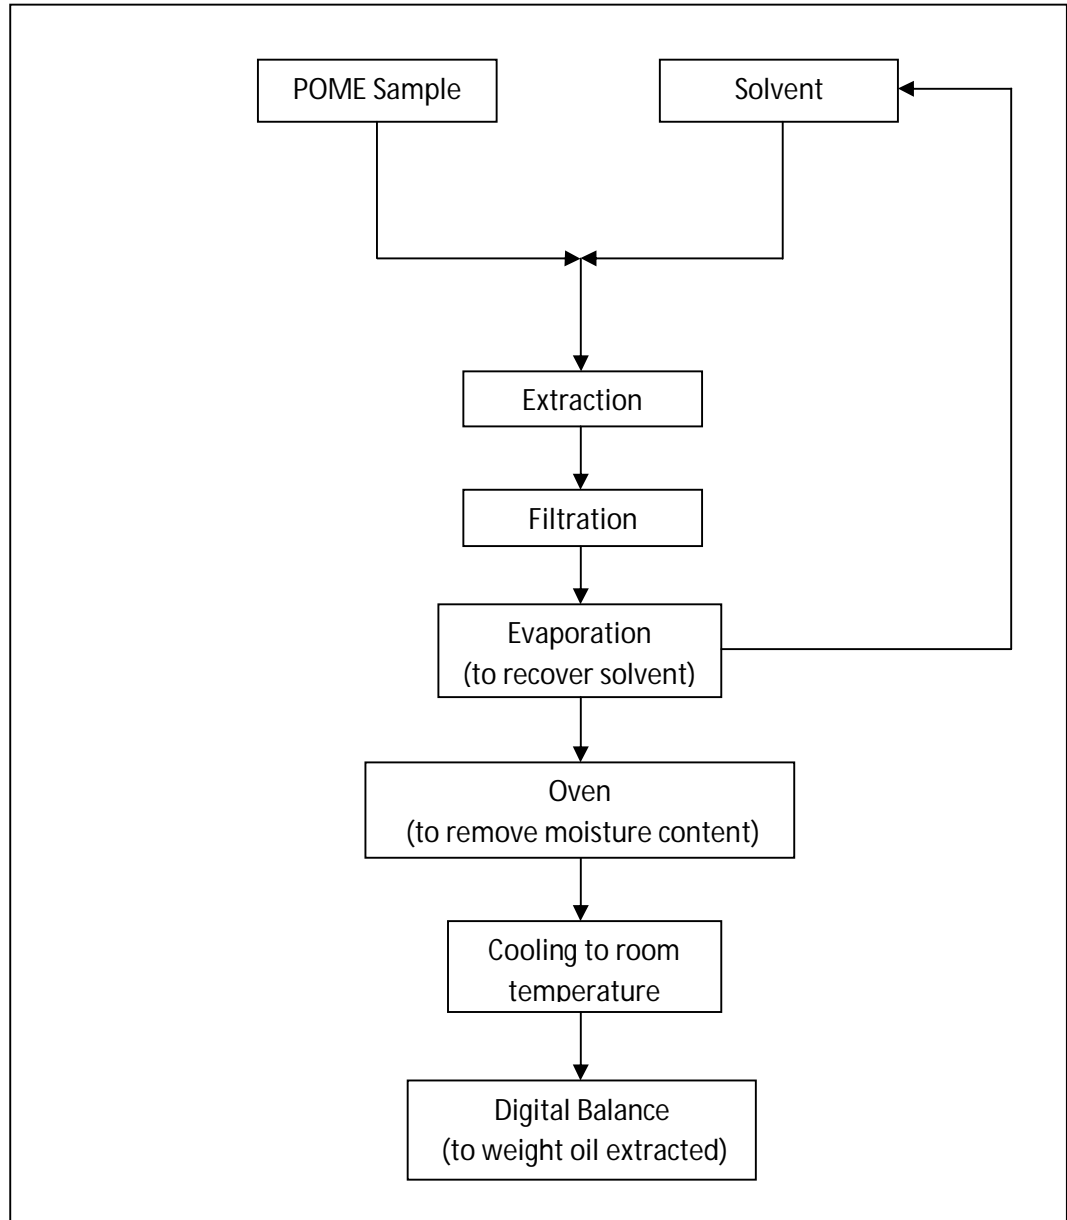 POME Sample
Solvent
Extraction
Filtration
Evaporation
(to recover solvent)
Oven
(to remove moisture content)
Cooling to room
temperature
Digital Balance
(to weight oil extracted)